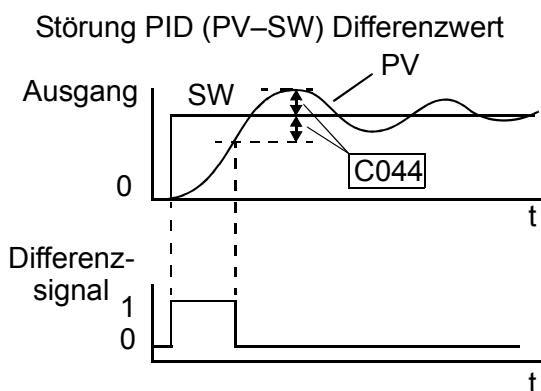 Störung PID (PV–SW) Differenzwert
PV
Ausgang
SW
C044
0
t
Differenz-
signal
1
0
t